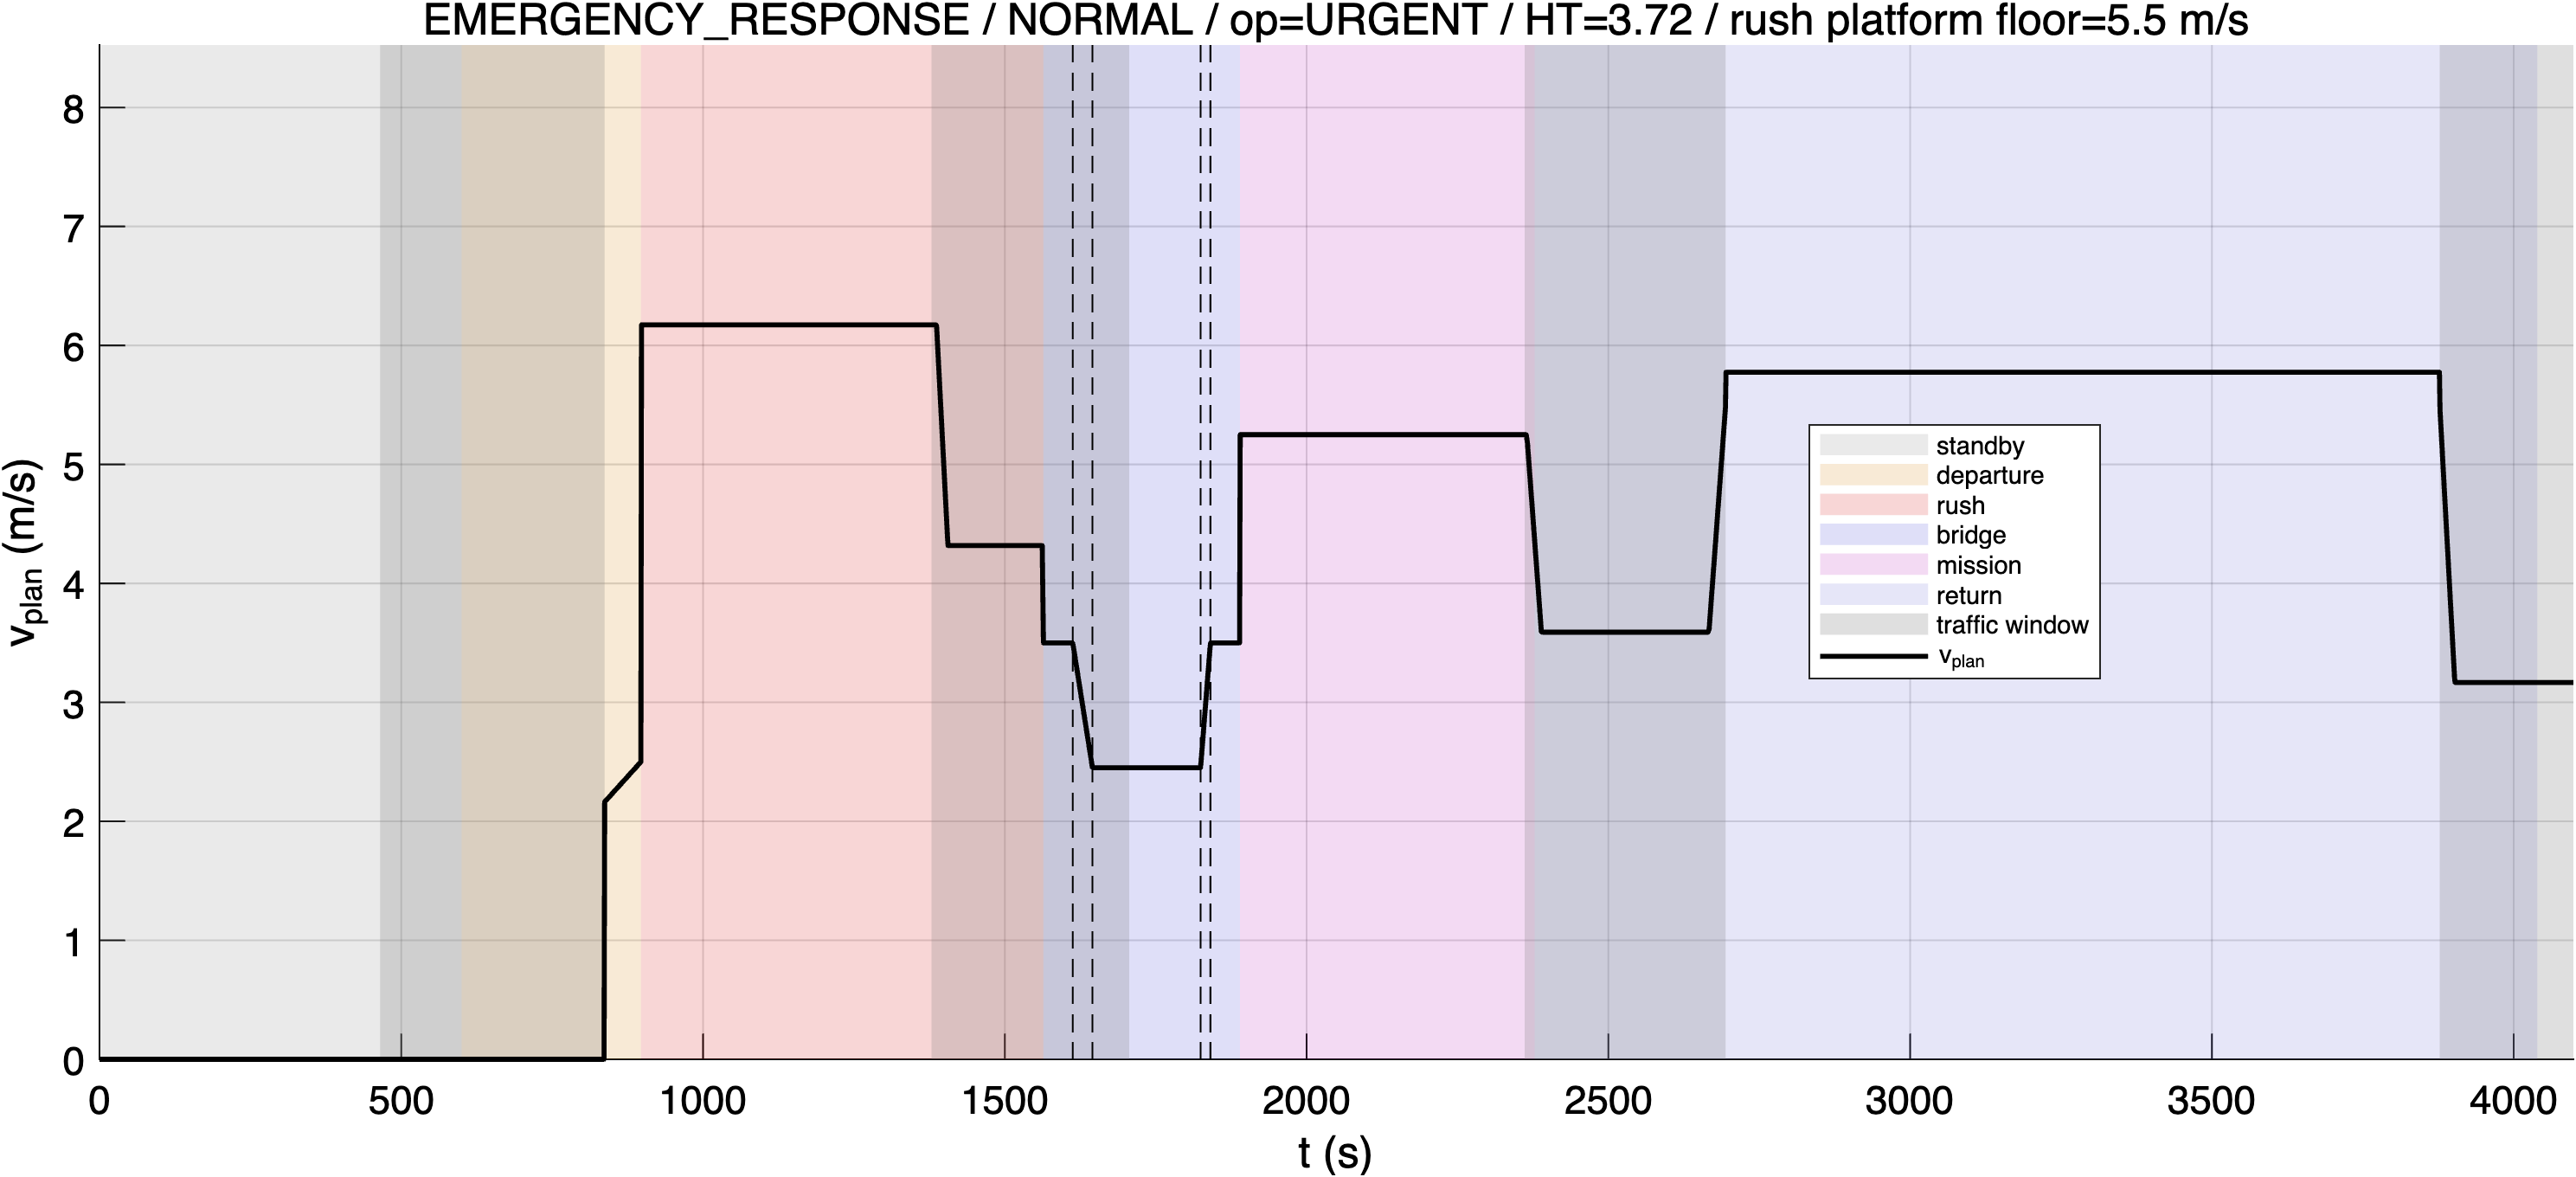 EMERGENCY_RESPONSE / NORMAL / op=URGENT / HT=3.72 / rush platform floor=5.5 m/s
8
7
6
5
4
3
2
1
0
v_plan (m/s)
standby
departure
rush
bridge
mission
return
traffic window
v_plan
0 500 1000 1500 2000 2500 3000 3500 4000
t (s)